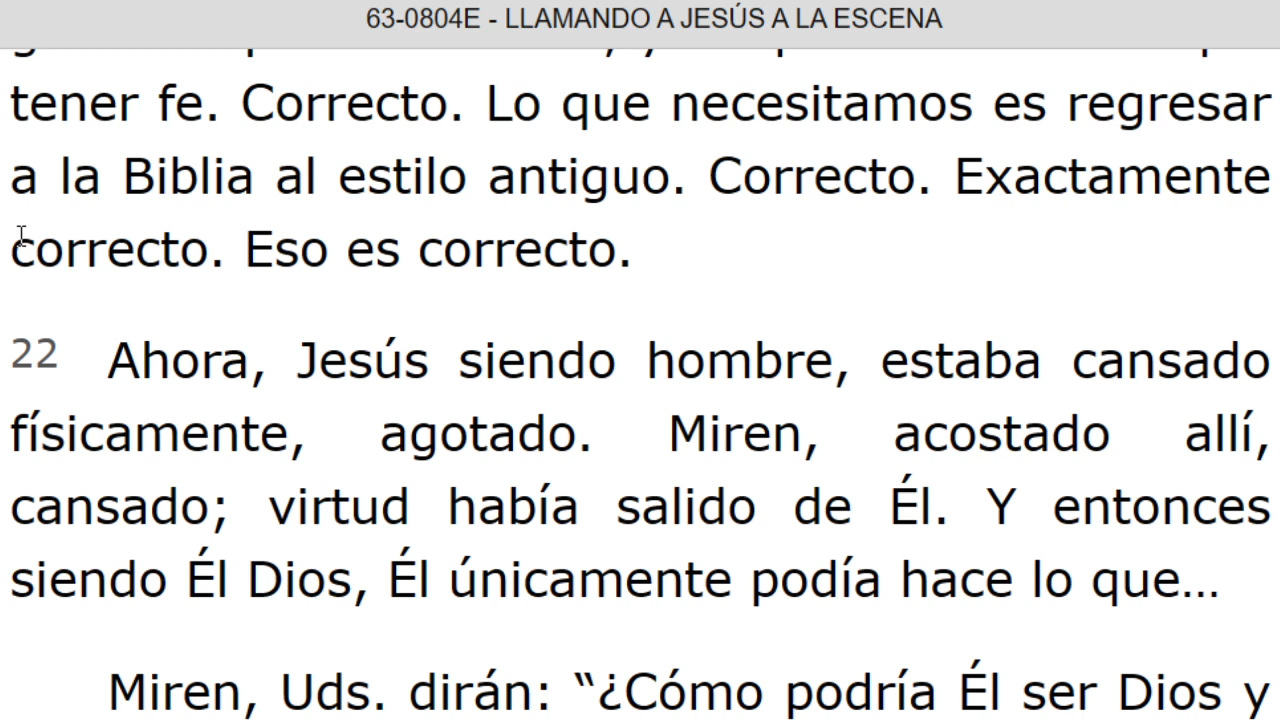 63-0804E - LLAMANDO A JESÚS A LA ESCENA
tener fe. Correcto. Lo que necesitamos es regresar
a la Biblia al estilo antiguo. Correcto. Exactamente
correcto. Eso es correcto.
22 Ahora, Jesús siendo hombre, estaba cansado
físicamente, agotado. Miren, acostado allí,
cansado; virtud había salido de Él. Y entonces
siendo Él Dios, Él únicamente podía hace lo que…
Miren, Uds. dirán: “¿Cómo podría Él ser Dios y